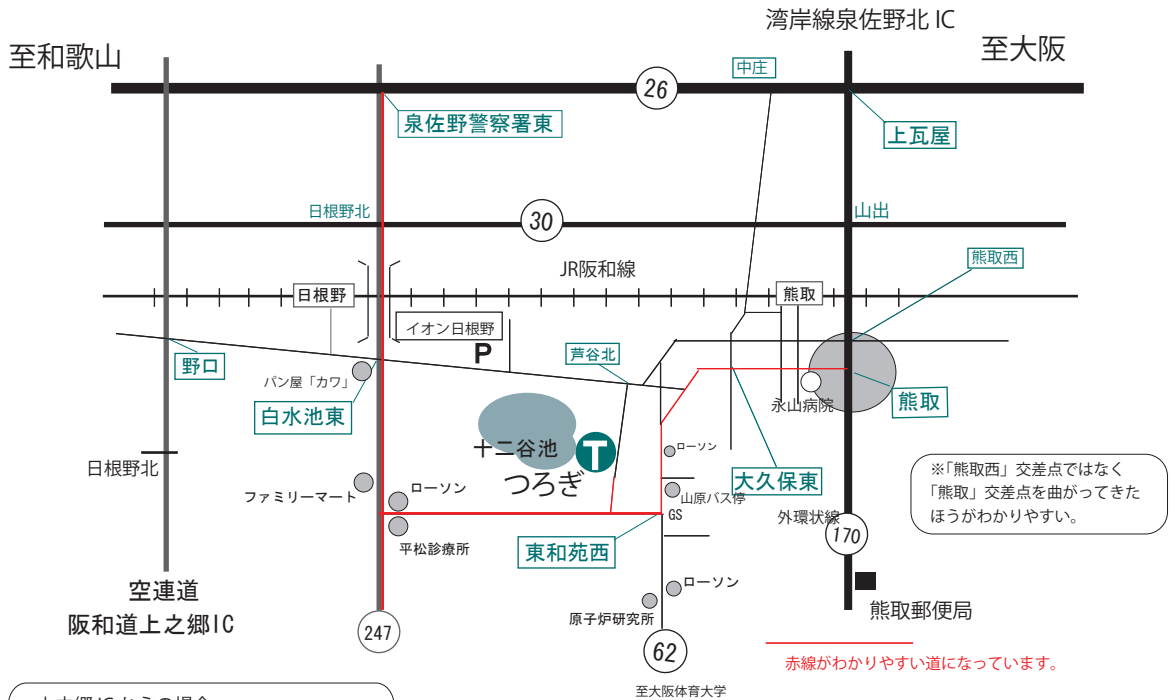 湾岸線泉佐野北 IC
至和歌山
至大阪
中庄
26
泉佐野警察署東
上瓦屋
日根野北
30
山出
熊取西
JR阪和線
日根野
熊取
イオン日根野
P
野口
芦谷北
パン屋「カワ」
白水池東
永山病院
熊取
十二谷池
T
つろぎ
ローソン
日根野北
大久保東
※「熊取西」交差点ではなく
「熊取」交差点を曲がってきた
ほうがわかりやすい。
ファミリーマート
ローソン
山原バス停
GS
外環状線
170
平松診療所
東和苑西
空連道
阪和道上之郷IC
ローソン
原子炉研究所
熊取郵便局
247
62
赤線がわかりやすい道になっています。
至大阪体育大学